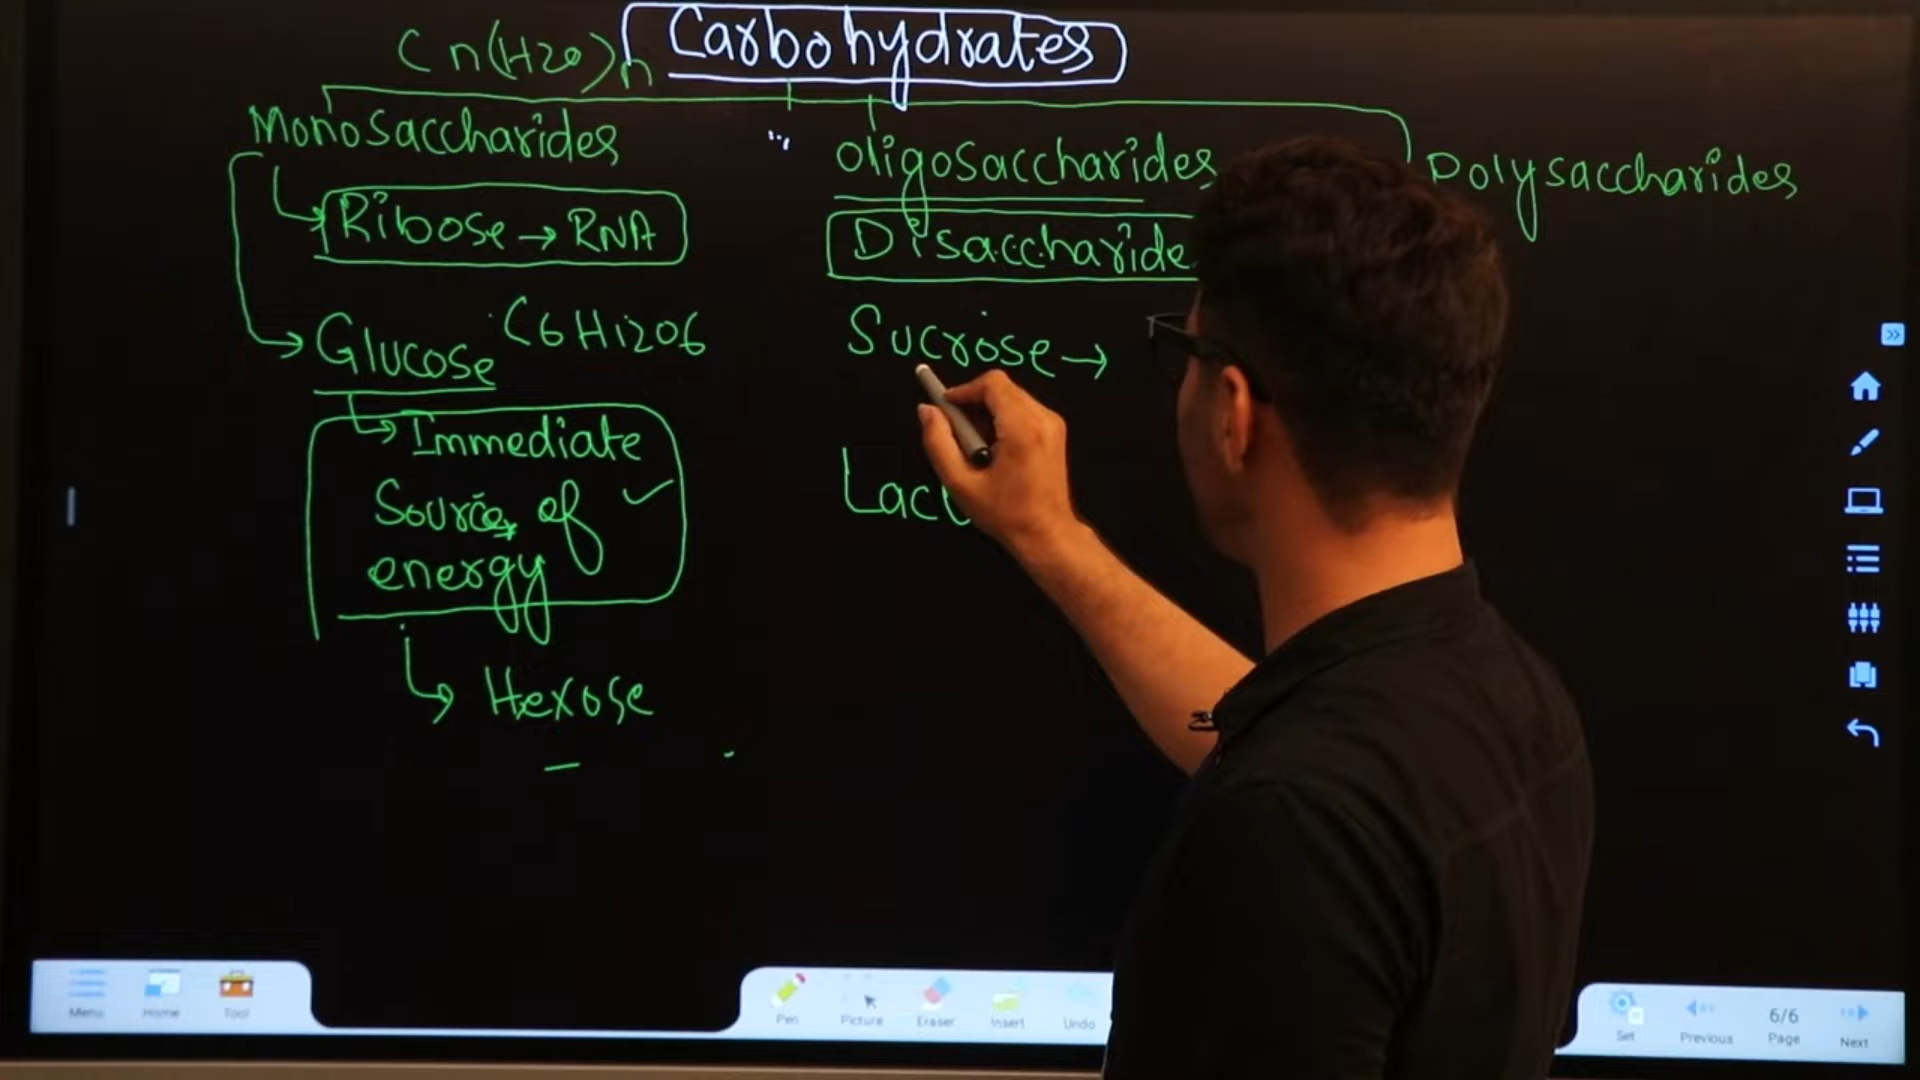 Cn(H2O)n
Carbohydrates
Monosaccharides
Oligosaccharides
Polysaccharides
Ribose → RNA
Disaccharide
Glucose C6H12O6
Sucrose →
Immediate
Source of ✓
energy
Lact
Hexose
Menu
Home
Tool
Pen
Picture
Eraser
Insert
Undo
Set
Previous
6/6
Page
Next